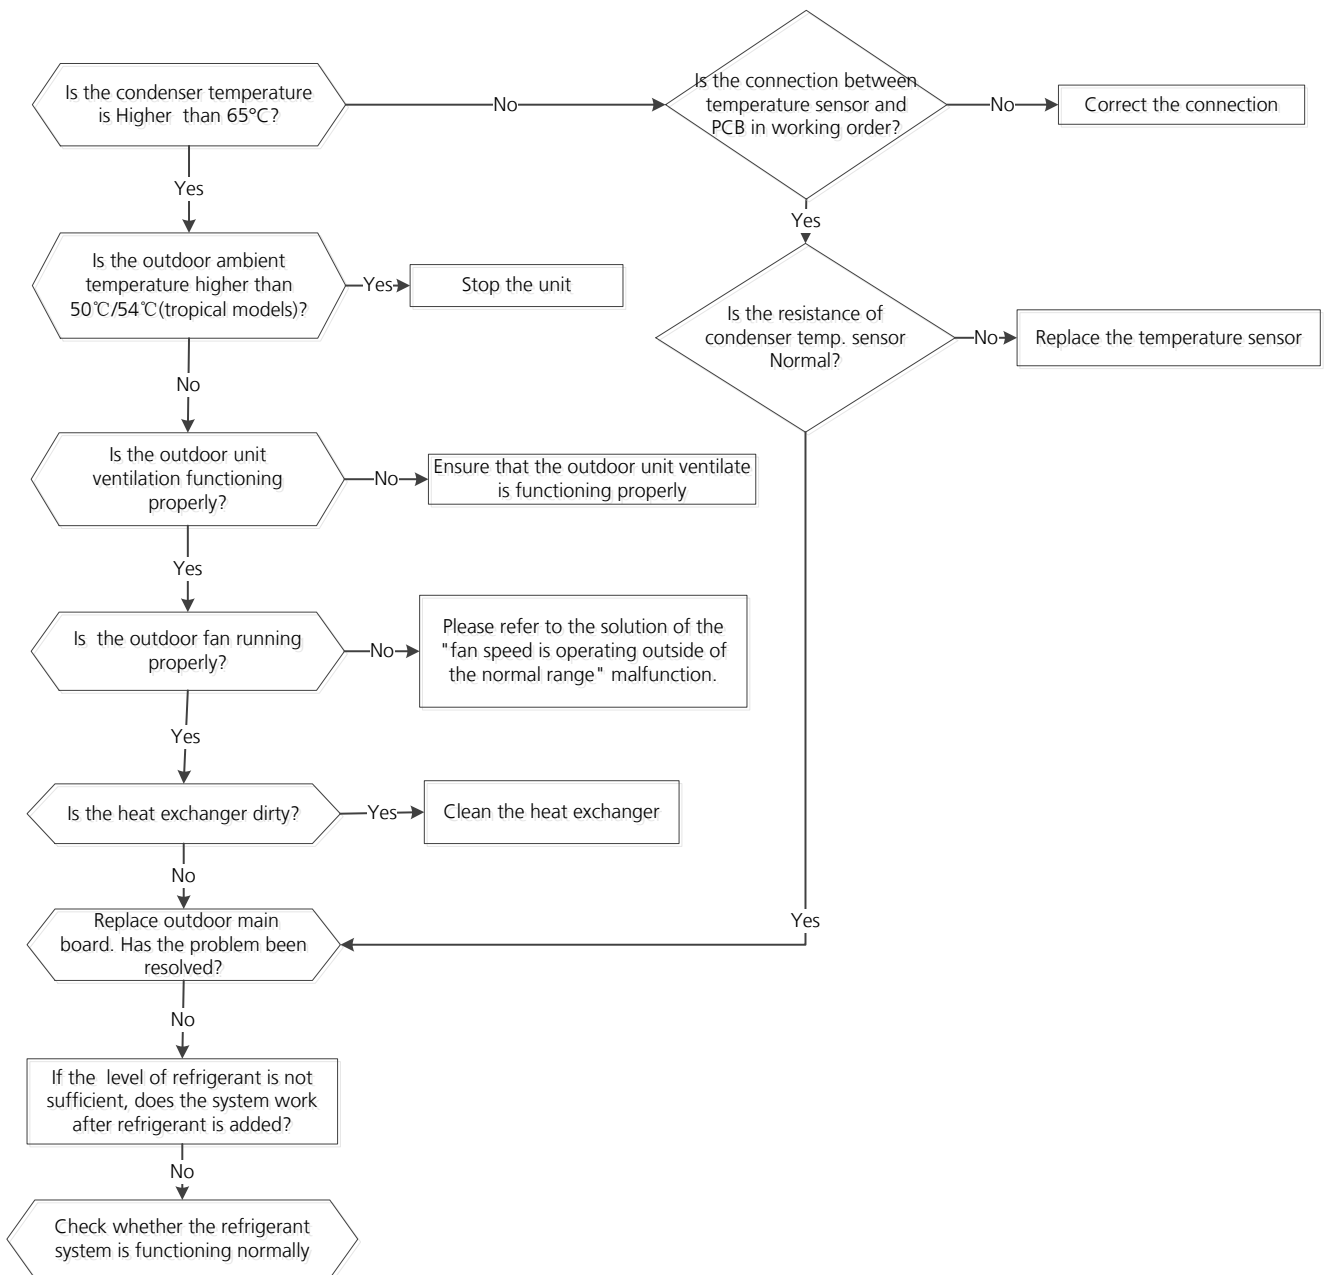 Is the condenser temperature
is Higher  than 65°C?
No
Is the connection between
temperature sensor and
PCB in working order?
No
Correct the connection
Yes
Yes
Is the outdoor ambient
temperature higher than
50℃/54℃(tropical models)?
Yes
Stop the unit
Is the resistance of
condenser temp. sensor
Normal?
No
Replace the temperature sensor
No
Is the outdoor unit
ventilation functioning
properly?
No
Ensure that the outdoor unit ventilate
is functioning properly
Yes
Is  the outdoor fan running
properly?
No
Please refer to the solution of the
"fan speed is operating outside of
the normal range" malfunction.
Yes
Is the heat exchanger dirty?
Yes
Clean the heat exchanger
No
Yes
Replace outdoor main
board. Has the problem been
resolved?
No
If the  level of refrigerant is not
sufficient, does the system work
after refrigerant is added?
No
Check whether the refrigerant
system is functioning normally